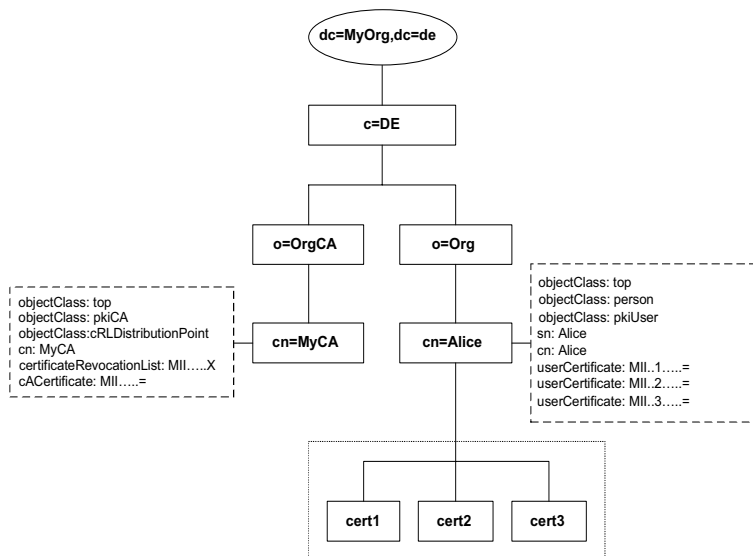 dc=MyOrg,dc=de
c=DE
o=OrgCA
o=Org
objectClass: top
objectClass: pkiCA
objectClass:cRLDistributionPoint
cn: MyCA
certificateRevocationList: MII…..X
cACertificate: MII…..=
cn=MyCA
cn=Alice
objectClass: top
objectClass: person
objectClass: pkiUser
sn: Alice
cn: Alice
userCertificate: MII..1…..=
userCertificate: MII..2…..=
userCertificate: MII..3…..=
cert1
cert2
cert3